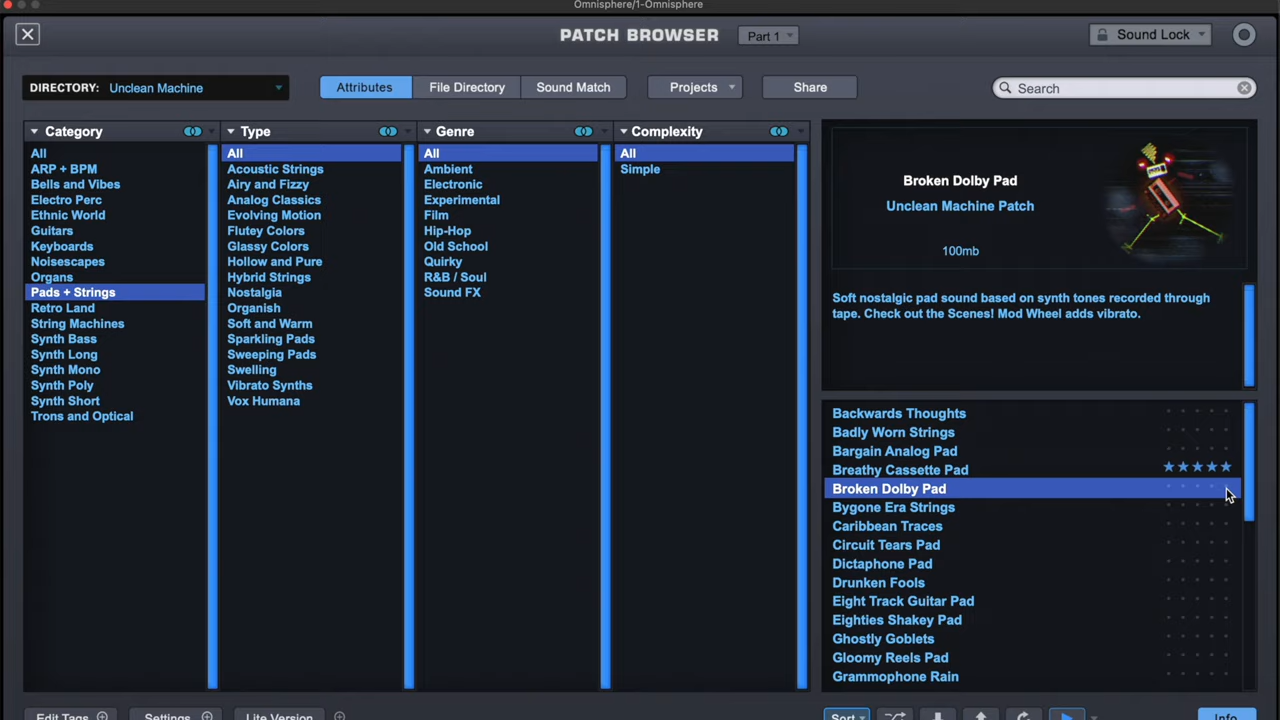 Omnisphere/1-Omnisphere
PATCH BROWSER
Part 1
Sound Lock
DIRECTORY: Unclean Machine
Attributes
File Directory
Sound Match
Projects
Share
Search
Category
All
ARP + BPM
Bells and Vibes
Electro Perc
Ethnic World
Guitars
Keyboards
Noisescapes
Organs
Pads + Strings
Retro Land
String Machines
Synth Bass
Synth Long
Synth Mono
Synth Poly
Synth Short
Trons and Optical
Type
All
Acoustic Strings
Airy and Fizzy
Analog Classics
Evolving Motion
Flutey Colors
Glassy Colors
Hollow and Pure
Hybrid Strings
Nostalgia
Organish
Soft and Warm
Sparkling Pads
Sweeping Pads
Swelling
Vibrato Synths
Vox Humana
Genre
All
Ambient
Electronic
Experimental
Film
Hip-Hop
Old School
Quirky
R&B / Soul
Sound FX
Complexity
All
Simple
Broken Dolby Pad
Unclean Machine Patch
100mb
Soft nostalgic pad sound based on synth tones recorded through
tape. Check out the Scenes! Mod Wheel adds vibrato.
Backwards Thoughts
Badly Worn Strings
Bargain Analog Pad
Breathy Cassette Pad
Broken Dolby Pad
Bygone Era Strings
Caribbean Traces
Circuit Tears Pad
Dictaphone Pad
Drunken Fools
Eight Track Guitar Pad
Eighties Shakey Pad
Ghostly Goblets
Gloomy Reels Pad
Grammophone Rain
Edit Tags
Settings
Lite Version
Sort
Info